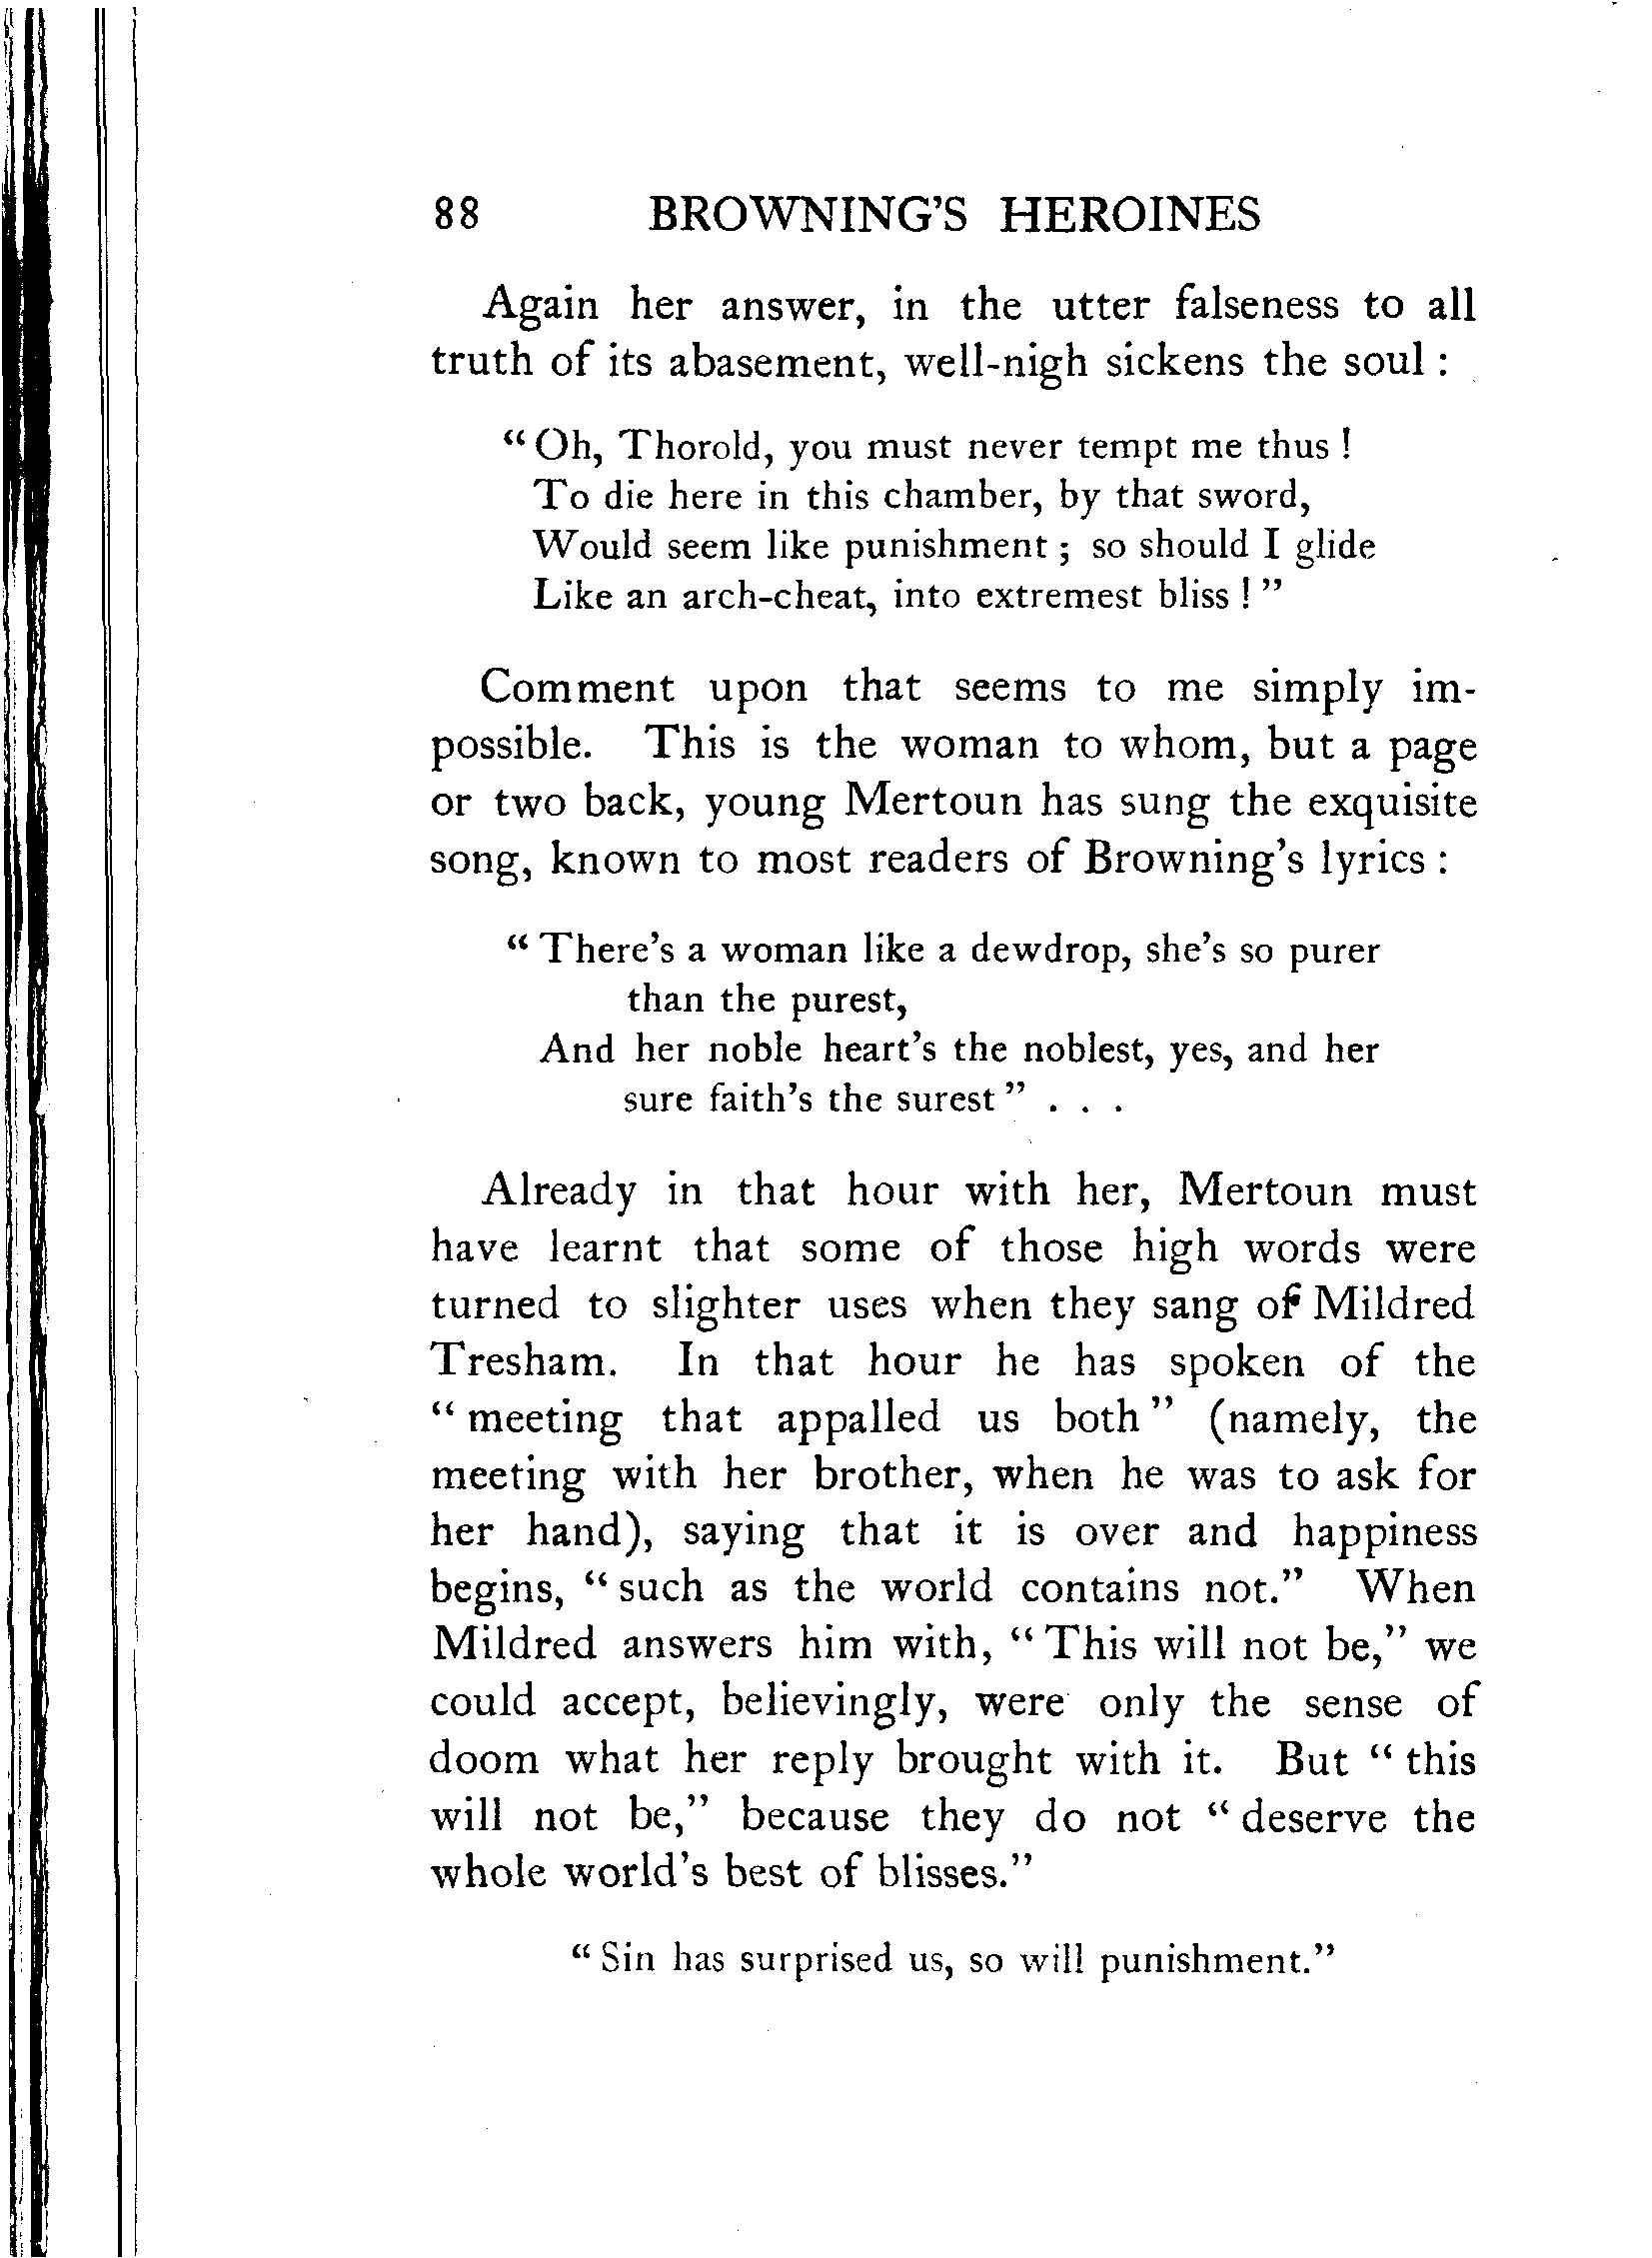 88 BROWNING'S HEROINES
Again her answer, in the utter falseness to all
truth of its abasement, well-nigh sickens the soul :
“ Oh, Thorold, you must never tempt me thus !
To die here in this chamber, by that sword,
Would seem like punishment ; so should I glide
Like an arch-cheat, into extremest bliss ! ”
Comment upon that seems to me simply im-
possible. This is the woman to whom, but a page
or two back, young Mertoun has sung the exquisite
song, known to most readers of Browning's lyrics :
“ There's a woman like a dewdrop, she's so purer
than the purest,
And her noble heart's the noblest, yes, and her
sure faith's the surest ” . . .
Already in that hour with her, Mertoun must
have learnt that some of those high words were
turned to slighter uses when they sang of Mildred
Tresham. In that hour he has spoken of the
“ meeting that appalled us both ” (namely, the
meeting with her brother, when he was to ask for
her hand), saying that it is over and happiness
begins, “ such as the world contains not.” When
Mildred answers him with, “ This will not be,” we
could accept, believingly, were only the sense of
doom what her reply brought with it. But “ this
will not be,” because they do not “ deserve the
whole world's best of blisses.”
“ Sin has surprised us, so will punishment.”